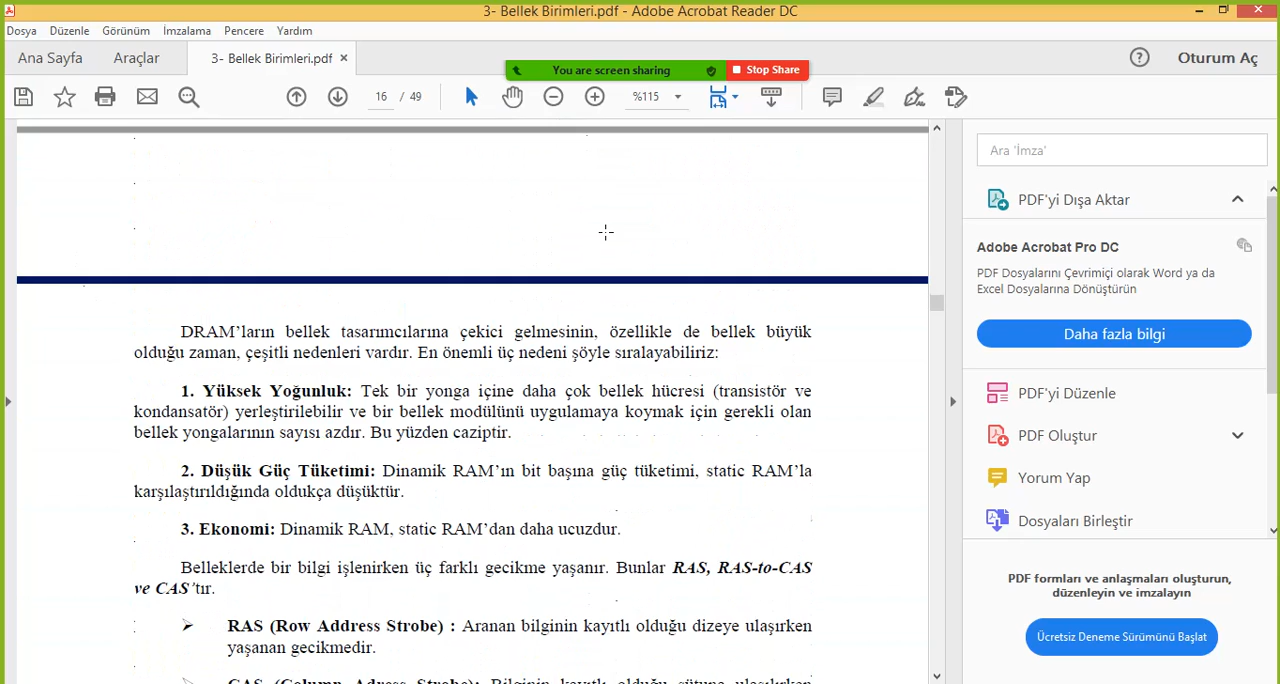 3- Bellek Birimleri.pdf - Adobe Acrobat Reader DC
Dosya Düzenle Görünüm İmzalama Pencere Yardım
Ana Sayfa Araçlar 3- Bellek Birimleri.pdf × Oturum Aç
You are screen sharing Stop Share
16 / 49 %115
Ara 'İmza'
PDF'yi Dışa Aktar
Adobe Acrobat Pro DC
PDF Dosyalarını Çevrimiçi olarak Word ya da
Excel Dosyalarına Dönüştürün
Daha fazla bilgi
PDF'yi Düzenle
PDF Oluştur
Yorum Yap
Dosyaları Birleştir
PDF formları ve anlaşmaları oluşturun,
düzenleyin ve imzalayın
Ücretsiz Deneme Sürümünü Başlat
DRAM'ların bellek tasarımcılarına çekici gelmesinin, özellikle de bellek büyük
olduğu zaman, çeşitli nedenleri vardır. En önemli üç nedeni şöyle sıralayabiliriz:
1. Yüksek Yoğunluk: Tek bir yonga içine daha çok bellek hücresi (transistör ve
kondansatör) yerleştirilebilir ve bir bellek modülünü uygulamaya koymak için gerekli olan
bellek yongalarının sayısı azdır. Bu yüzden caziptir.
2. Düşük Güç Tüketimi: Dinamik RAM'ın bit başına güç tüketimi, static RAM'la
karşılaştırıldığında oldukça düşüktür.
3. Ekonomi: Dinamik RAM, static RAM'dan daha ucuzdur.
Belleklerde bir bilgi işlenirken üç farklı gecikme yaşanır. Bunlar RAS, RAS-to-CAS
ve CAS'tır.
➢ RAS (Row Address Strobe) : Aranan bilginin kayıtlı olduğu dizeye ulaşırken
yaşanan gecikmedir.
CAS (Column Adress Strobe): Bilginin kayıtlı olduğu sütuna ulaşırken